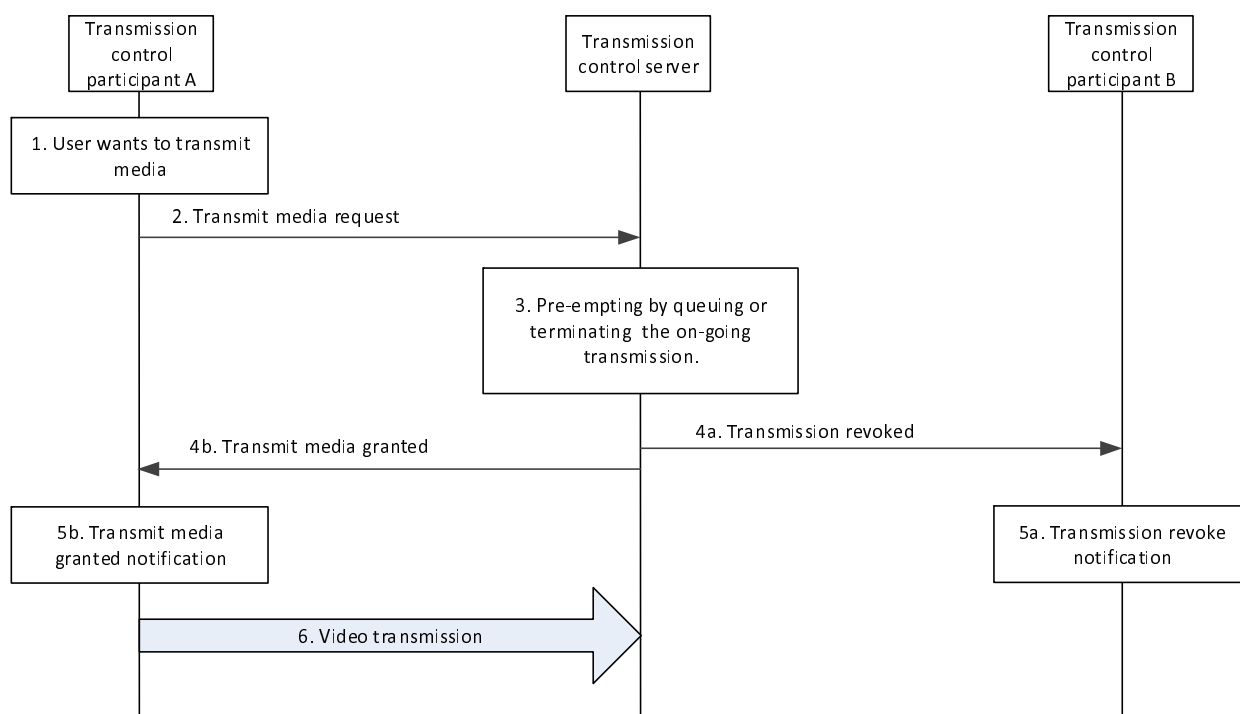 Transmission
control
participant A
Transmission
control server
Transmission
control
participant B
1. User wants to transmit
media
2. Transmit media request
3. Pre-empting by queuing or
terminating the on-going
transmission.
4a. Transmission revoked
4b. Transmit media granted
5b. Transmit media
granted notification
5a. Transmission revoke
notification
6. Video transmission